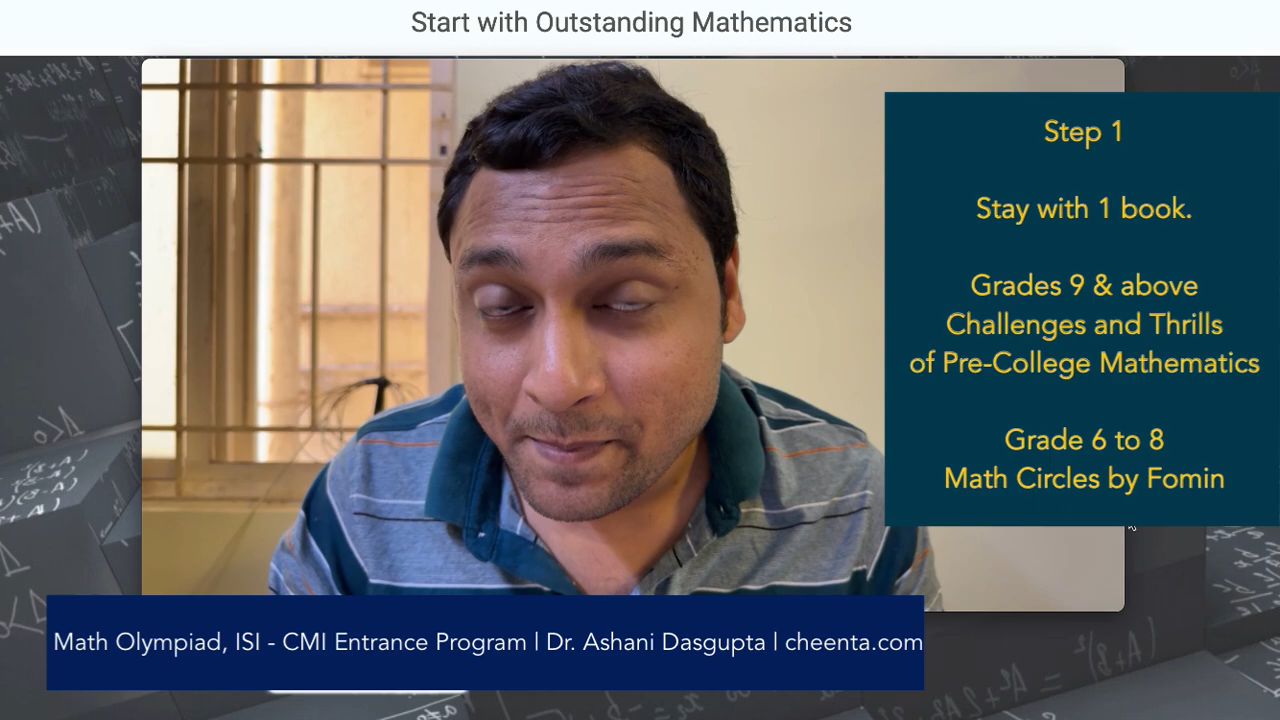 Start with Outstanding Mathematics
Step 1
Stay with 1 book.
Grades 9 & above
Challenges and Thrills
of Pre-College Mathematics
Grade 6 to 8
Math Circles by Fomin
Math Olympiad, ISI - CMI Entrance Program | Dr. Ashani Dasgupta | cheenta.com